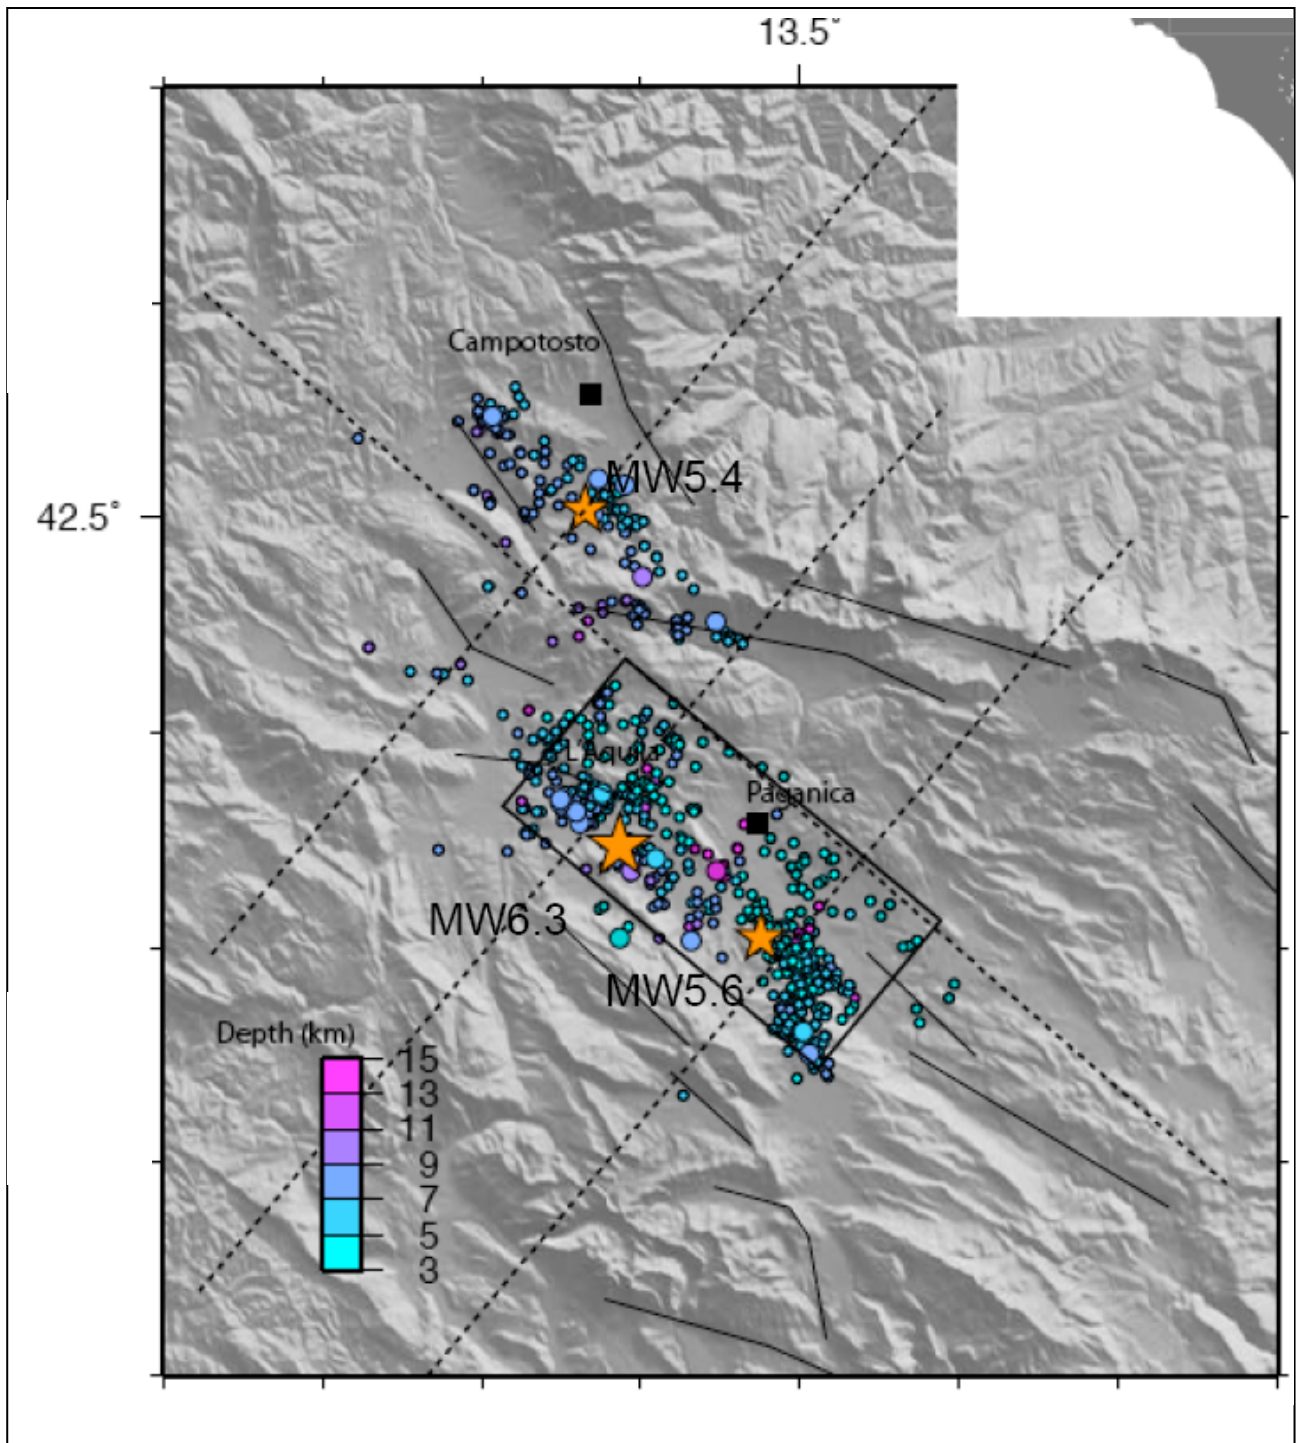 13.5˚
Campotosto
MW5.4
42.5˚
L'Aquila
Paganica
MW6.3
MW5.6
Depth (km)
15
13
11
9
7
5
3